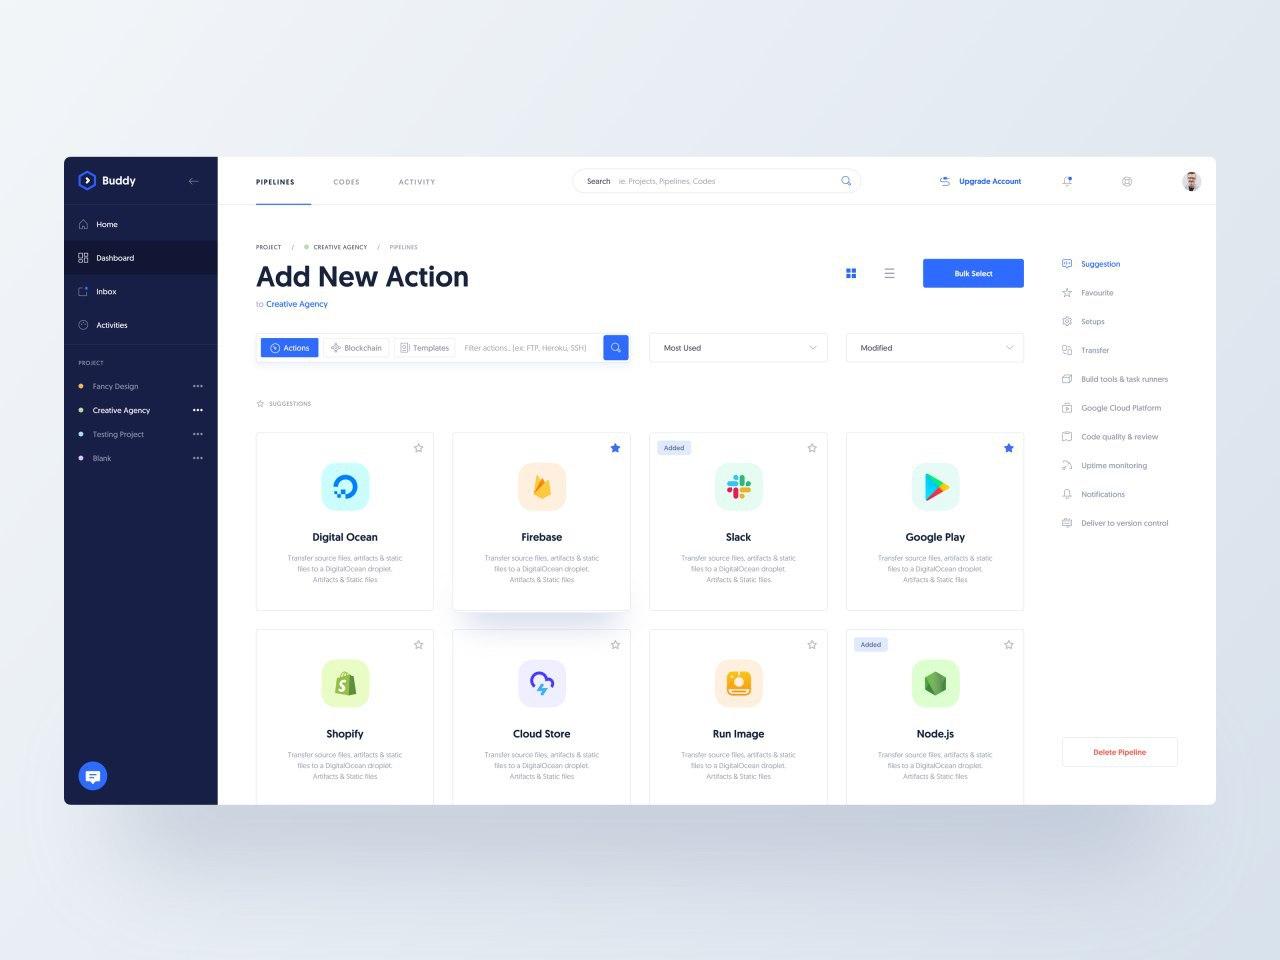 Buddy
PIPELINES
CODES
ACTIVITY
Search ie. Projects, Pipelines, Codes
Upgrade Account
Home
Dashboard
Inbox
Activities
PROJECT
Fancy Design
Creative Agency
Testing Project
Blank
PROJECT / CREATIVE AGENCY / PIPELINES
Add New Action
to Creative Agency
Bulk Select
Actions
Blockchain
Templates
Filter actions.. (ex: FTP, Heroku, SSH)
Most Used
Modified
SUGGESTIONS
Digital Ocean
Transfer source files, artifacts & static
files to a DigitalOcean droplet.
Artifacts & Static files
Firebase
Transfer source files, artifacts & static
files to a DigitalOcean droplet.
Artifacts & Static files
Added
Slack
Transfer source files, artifacts & static
files to a DigitalOcean droplet.
Artifacts & Static files
Google Play
Transfer source files, artifacts & static
files to a DigitalOcean droplet.
Artifacts & Static files
Shopify
Transfer source files, artifacts & static
files to a DigitalOcean droplet.
Artifacts & Static files
Cloud Store
Transfer source files, artifacts & static
files to a DigitalOcean droplet.
Artifacts & Static files
Run Image
Transfer source files, artifacts & static
files to a DigitalOcean droplet.
Artifacts & Static files
Added
Node.js
Transfer source files, artifacts & static
files to a DigitalOcean droplet.
Artifacts & Static files
Suggestion
Favourite
Setups
Transfer
Build tools & task runners
Google Cloud Platform
Code quality & review
Uptime monitoring
Notifications
Deliver to version control
Delete Pipeline